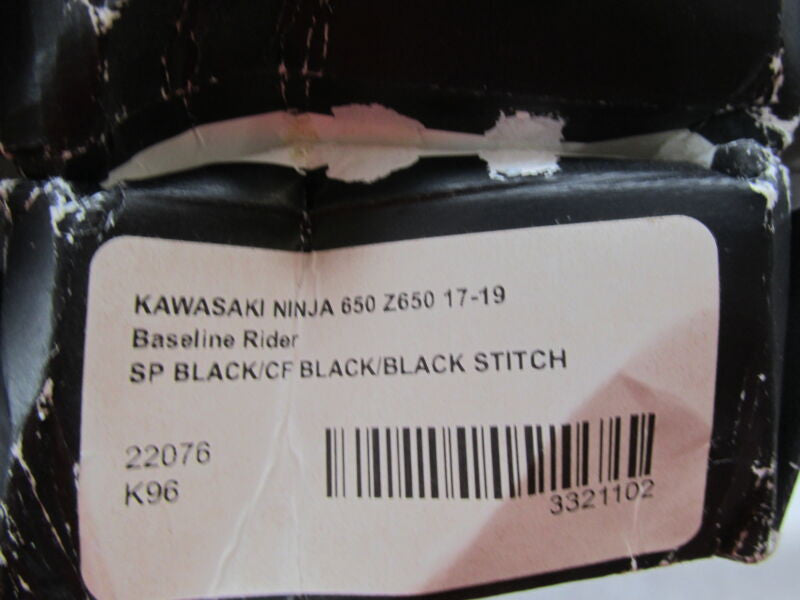 KAWASAKI NINJA 650 Z650 17-19
Baseline Rider
SP BLACK/CF BLACK/BLACK STITCH
22076
K96
3321102